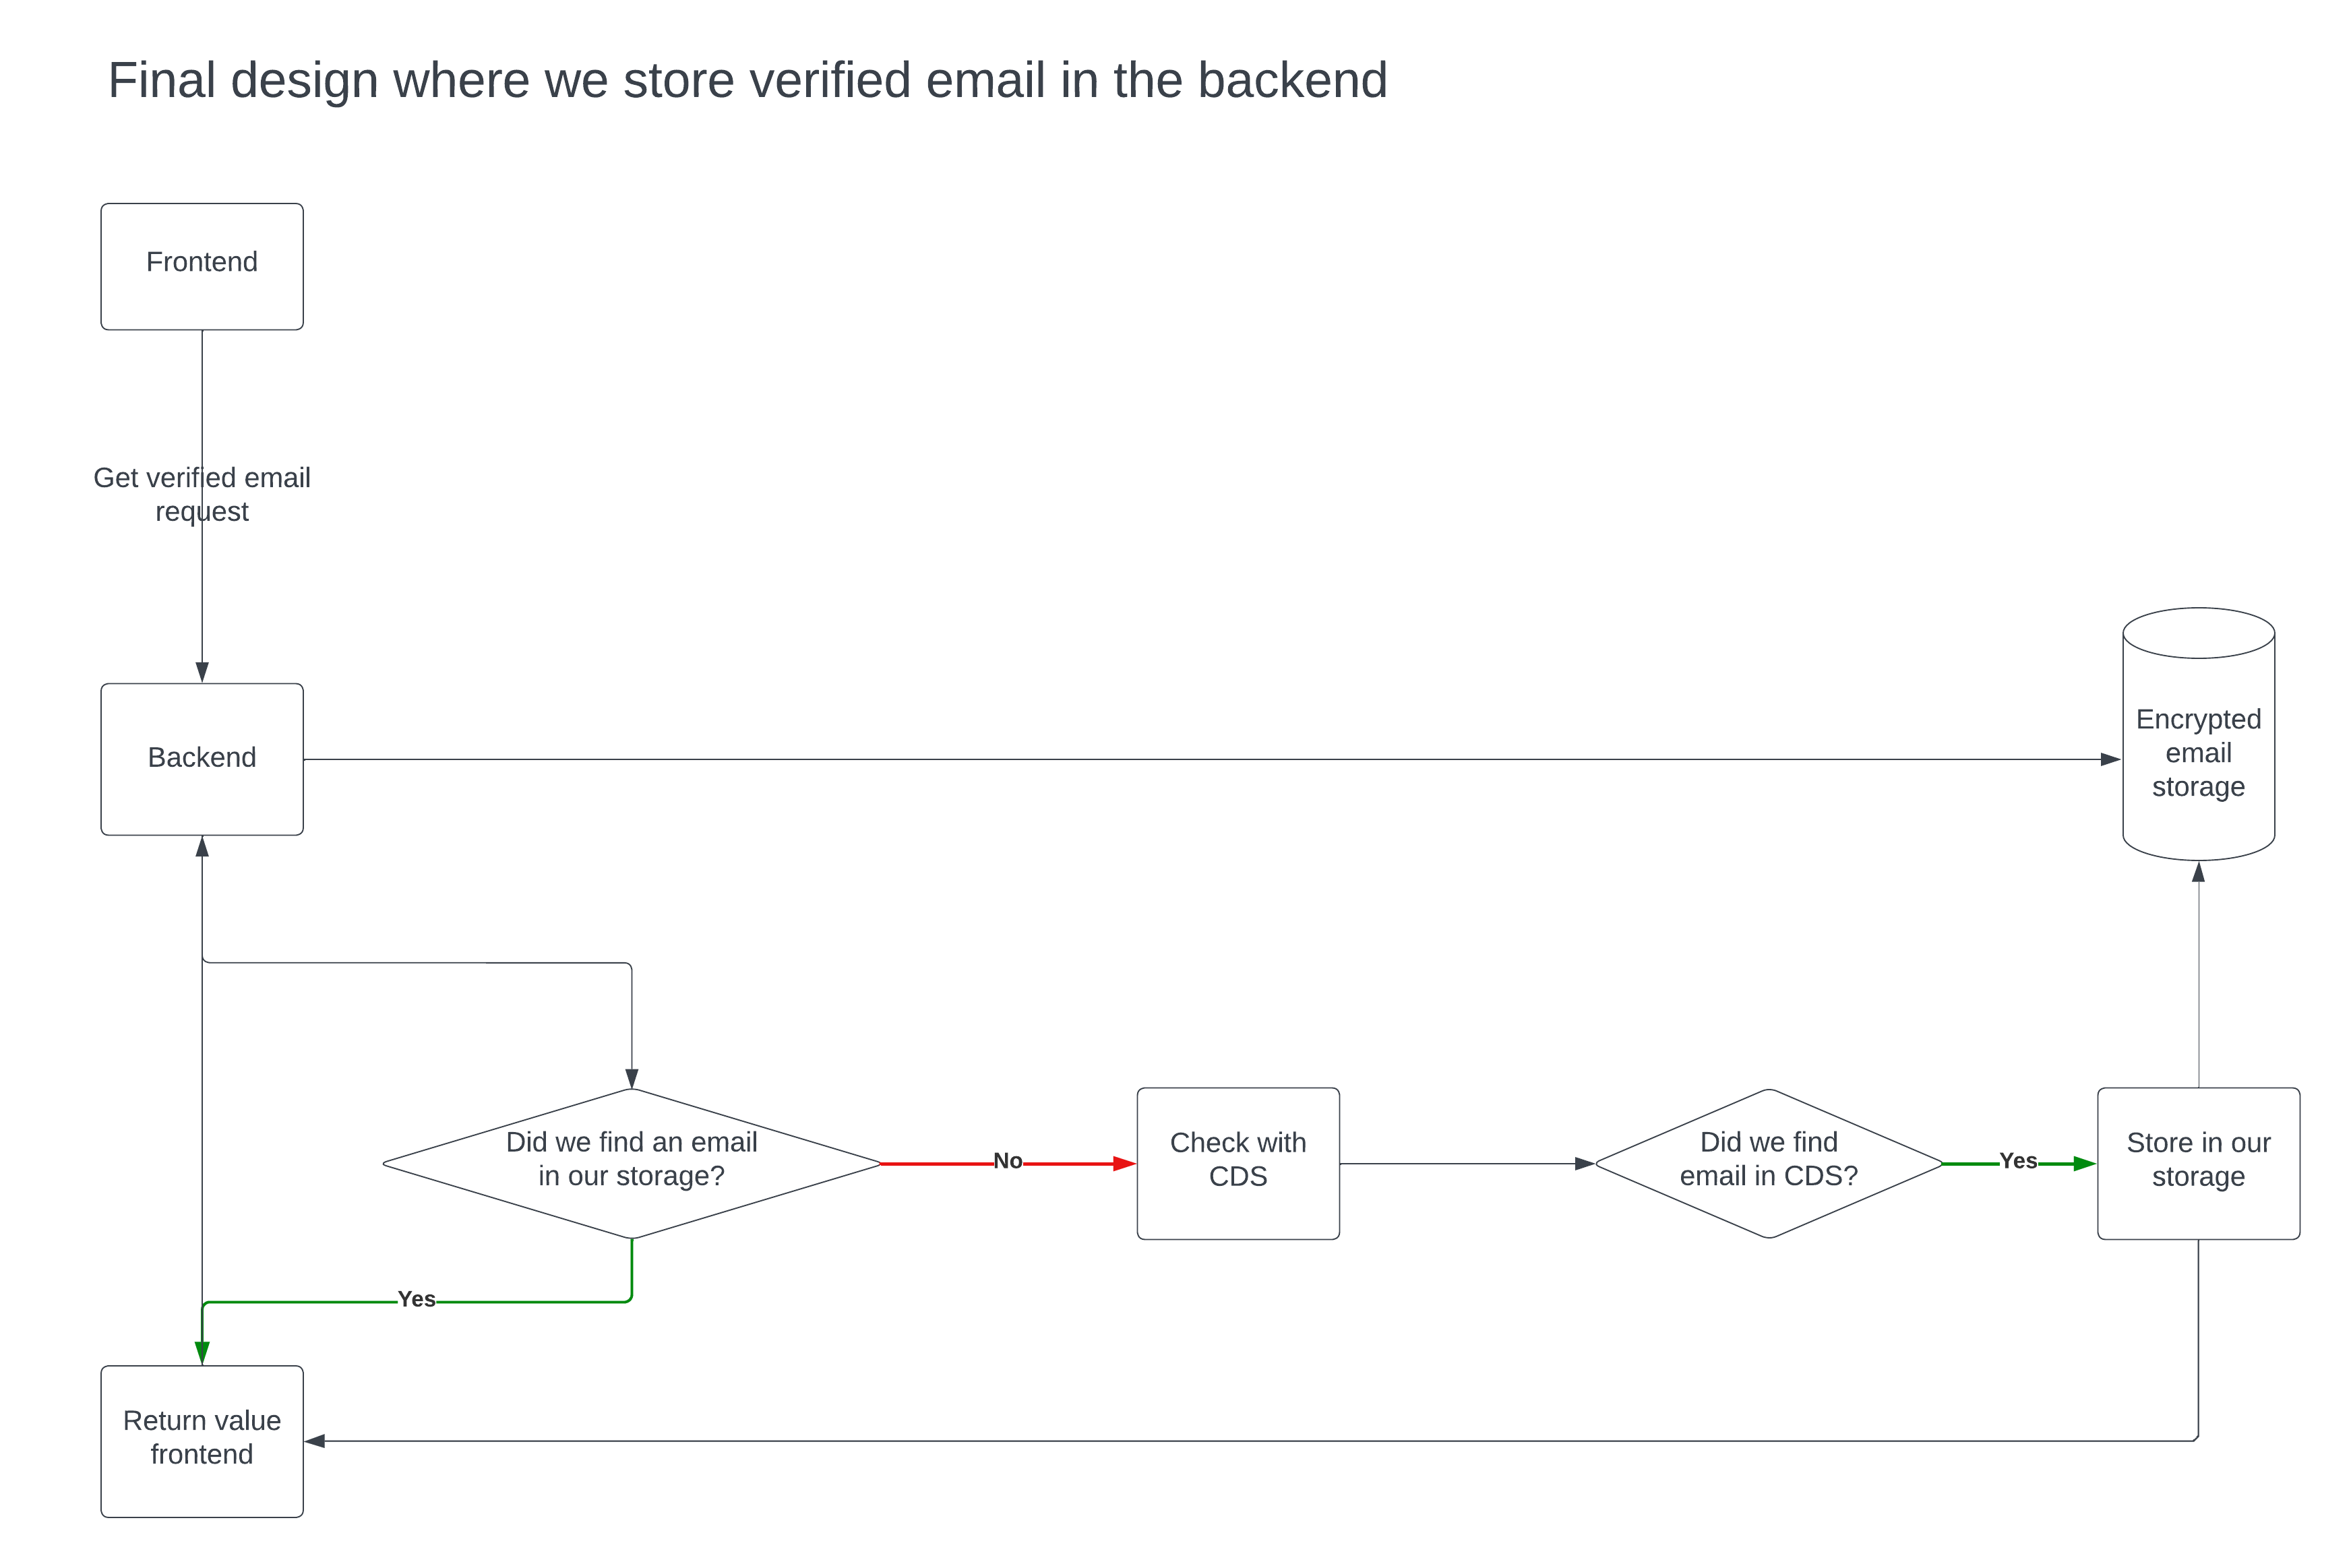 Final design where we store verified email in the backend
Frontend
Get verified email
request
Backend
Encrypted
email
storage
Did we find an email
in our storage?
No
Check with
CDS
Did we find
email in CDS?
Yes
Store in our
storage
Yes
Return value
frontend